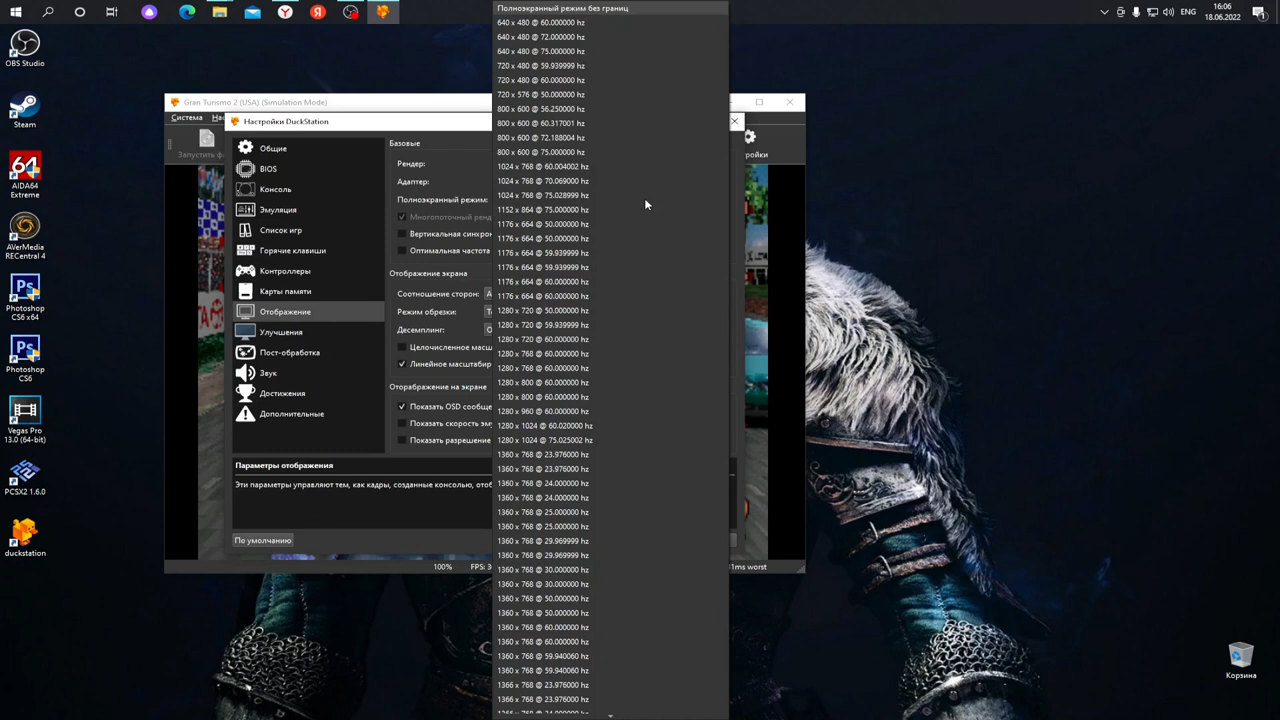 ENG
16:06
18.06.2022
1
OBS Studio
Steam
AIDA64
Extreme
AVerMedia
RECentral 4
Photoshop
CS6 x64
Photoshop
CS6
Vegas Pro
13.0 (64-bit)
PCSX2 1.6.0
duckstation
Корзина
Gran Turismo 2 (USA) (Simulation Mode)
Система
Запустить
Настройки DuckStation
Общие
BIOS
Консоль
Эмуляция
Список игр
Горячие клавиши
Контроллеры
Карты памяти
Отображение
Улучшения
Пост-обработка
Звук
Достижения
Дополнительные
Базовые
Рендер:
Адаптер:
Полноэкранный режим:
Многопоточный
Оптимальная частота
Отображение экрана
Соотношение сторон:
Режим обрезки:
Десемплинг:
Отоработка на экране
Показать OSD
Показать скорость
Показать разрешение
Параметры отображения
Эти параметры управляют тем, как кадры, созданные консолью,
По умолчанию
100%
worst
Полноэкранный режим без границ
640 x 480 @ 60.000000 hz
640 x 480 @ 72.000000 hz
640 x 480 @ 75.000000 hz
720 x 480 @ 59.939999 hz
720 x 480 @ 60.000000 hz
720 x 576 @ 50.000000 hz
800 x 600 @ 56.250000 hz
800 x 600 @ 60.317001 hz
800 x 600 @ 72.188004 hz
800 x 600 @ 75.000000 hz
1024 x 768 @ 60.004002 hz
1024 x 768 @ 70.069000 hz
1024 x 768 @ 75.028999 hz
1152 x 864 @ 75.000000 hz
1176 x 664 @ 50.000000 hz
1176 x 664 @ 50.000000 hz
1176 x 664 @ 59.939999 hz
1176 x 664 @ 59.939999 hz
1176 x 664 @ 60.000000 hz
1176 x 664 @ 60.000000 hz
1280 x 720 @ 50.000000 hz
1280 x 720 @ 59.939999 hz
1280 x 720 @ 60.000000 hz
1280 x 768 @ 60.000000 hz
1280 x 768 @ 60.000000 hz
1280 x 800 @ 60.000000 hz
1280 x 800 @ 60.000000 hz
1280 x 960 @ 60.000000 hz
1280 x 1024 @ 60.020000 hz
1280 x 1024 @ 75.025002 hz
1360 x 768 @ 23.976000 hz
1360 x 768 @ 23.976000 hz
1360 x 768 @ 24.000000 hz
1360 x 768 @ 24.000000 hz
1360 x 768 @ 25.000000 hz
1360 x 768 @ 25.000000 hz
1360 x 768 @ 29.969999 hz
1360 x 768 @ 29.969999 hz
1360 x 768 @ 30.000000 hz
1360 x 768 @ 30.000000 hz
1360 x 768 @ 50.000000 hz
1360 x 768 @ 50.000000 hz
1360 x 768 @ 60.000000 hz
1360 x 768 @ 60.000000 hz
1360 x 768 @ 59.940060 hz
1360 x 768 @ 59.940060 hz
1366 x 768 @ 23.976000 hz
1366 x 768 @ 23.976000 hz